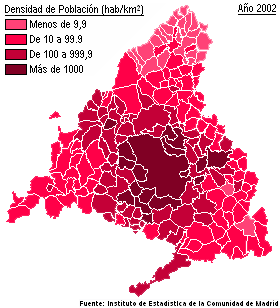 Densidad de Población (hab/km²)
Año 2002
Menos de 9,9
De 10 a 99.9
De 100 a 999,9
Más de 1000
Fuente: Instituto de Estadística de la Comunidad de Madrid